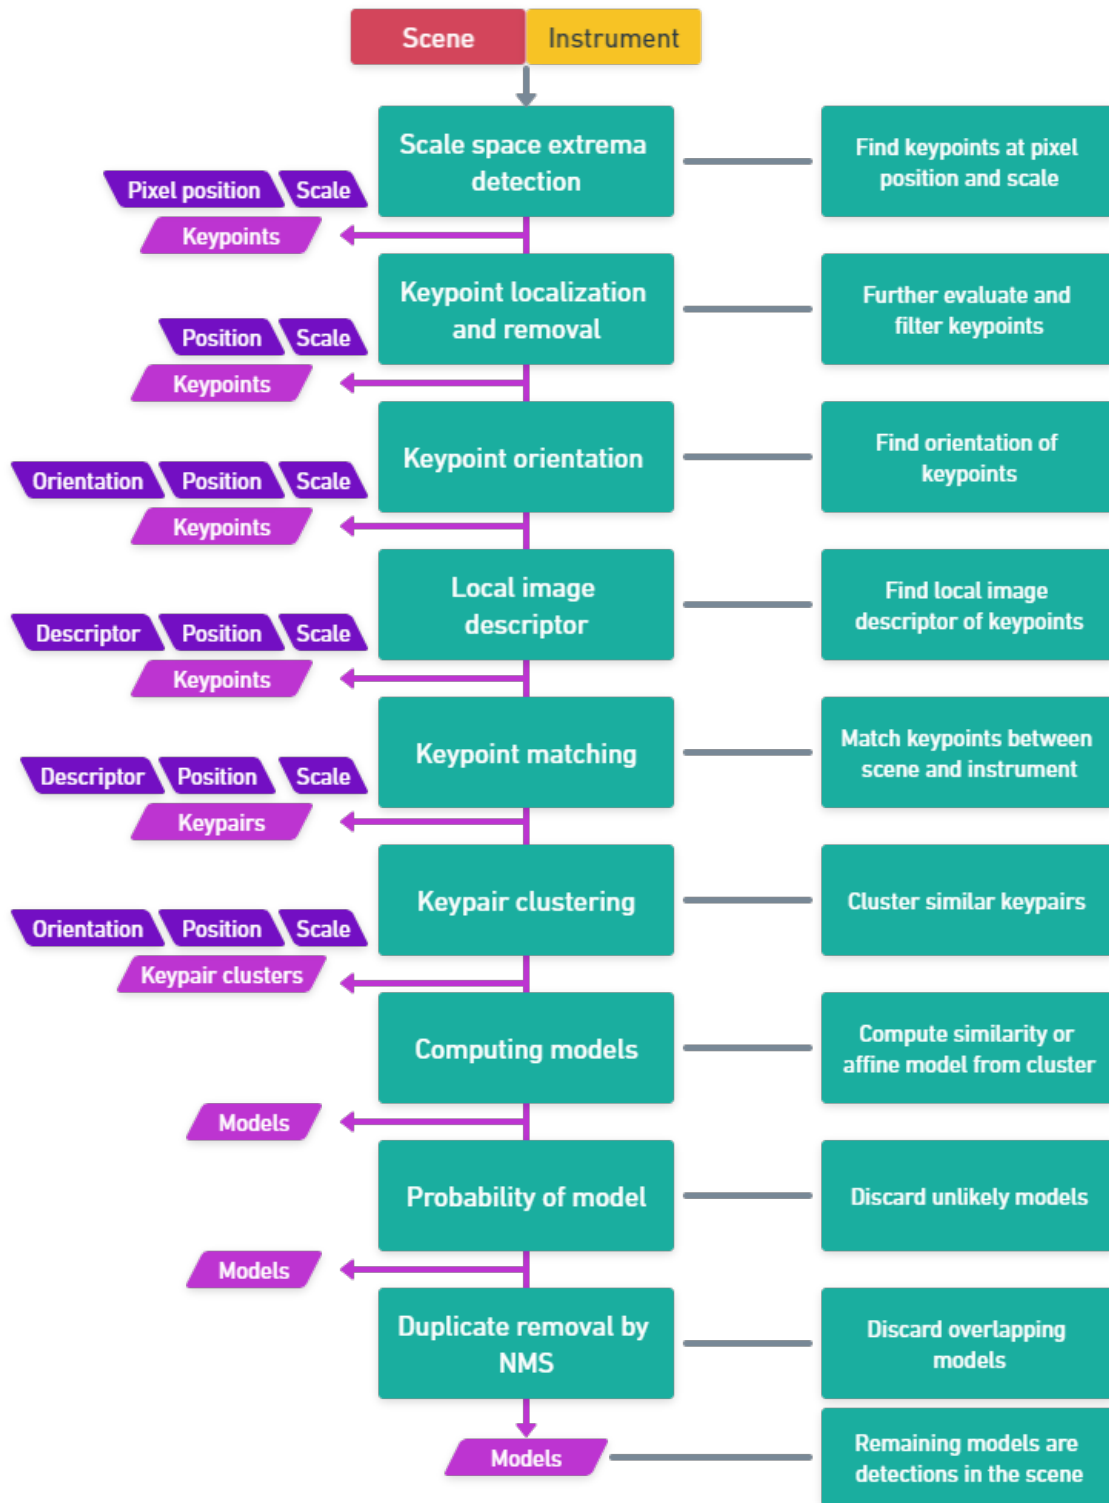 Scene
Instrument
Scale space extrema
detection
Find keypoints at pixel
position and scale
Pixel position
Scale
Keypoints
Keypoint localization
and removal
Further evaluate and
filter keypoints
Position
Scale
Keypoints
Keypoint orientation
Find orientation of
keypoints
Orientation
Position
Scale
Keypoints
Local image
descriptor
Find local image
descriptor of keypoints
Descriptor
Position
Scale
Keypoints
Keypoint matching
Match keypoints between
scene and instrument
Descriptor
Position
Scale
Keypairs
Keypair clustering
Cluster similar keypairs
Orientation
Position
Scale
Keypair clusters
Computing models
Compute similarity or
affine model from cluster
Models
Probability of model
Discard unlikely models
Models
Duplicate removal by
NMS
Discard overlapping
models
Models
Remaining models are
detections in the scene